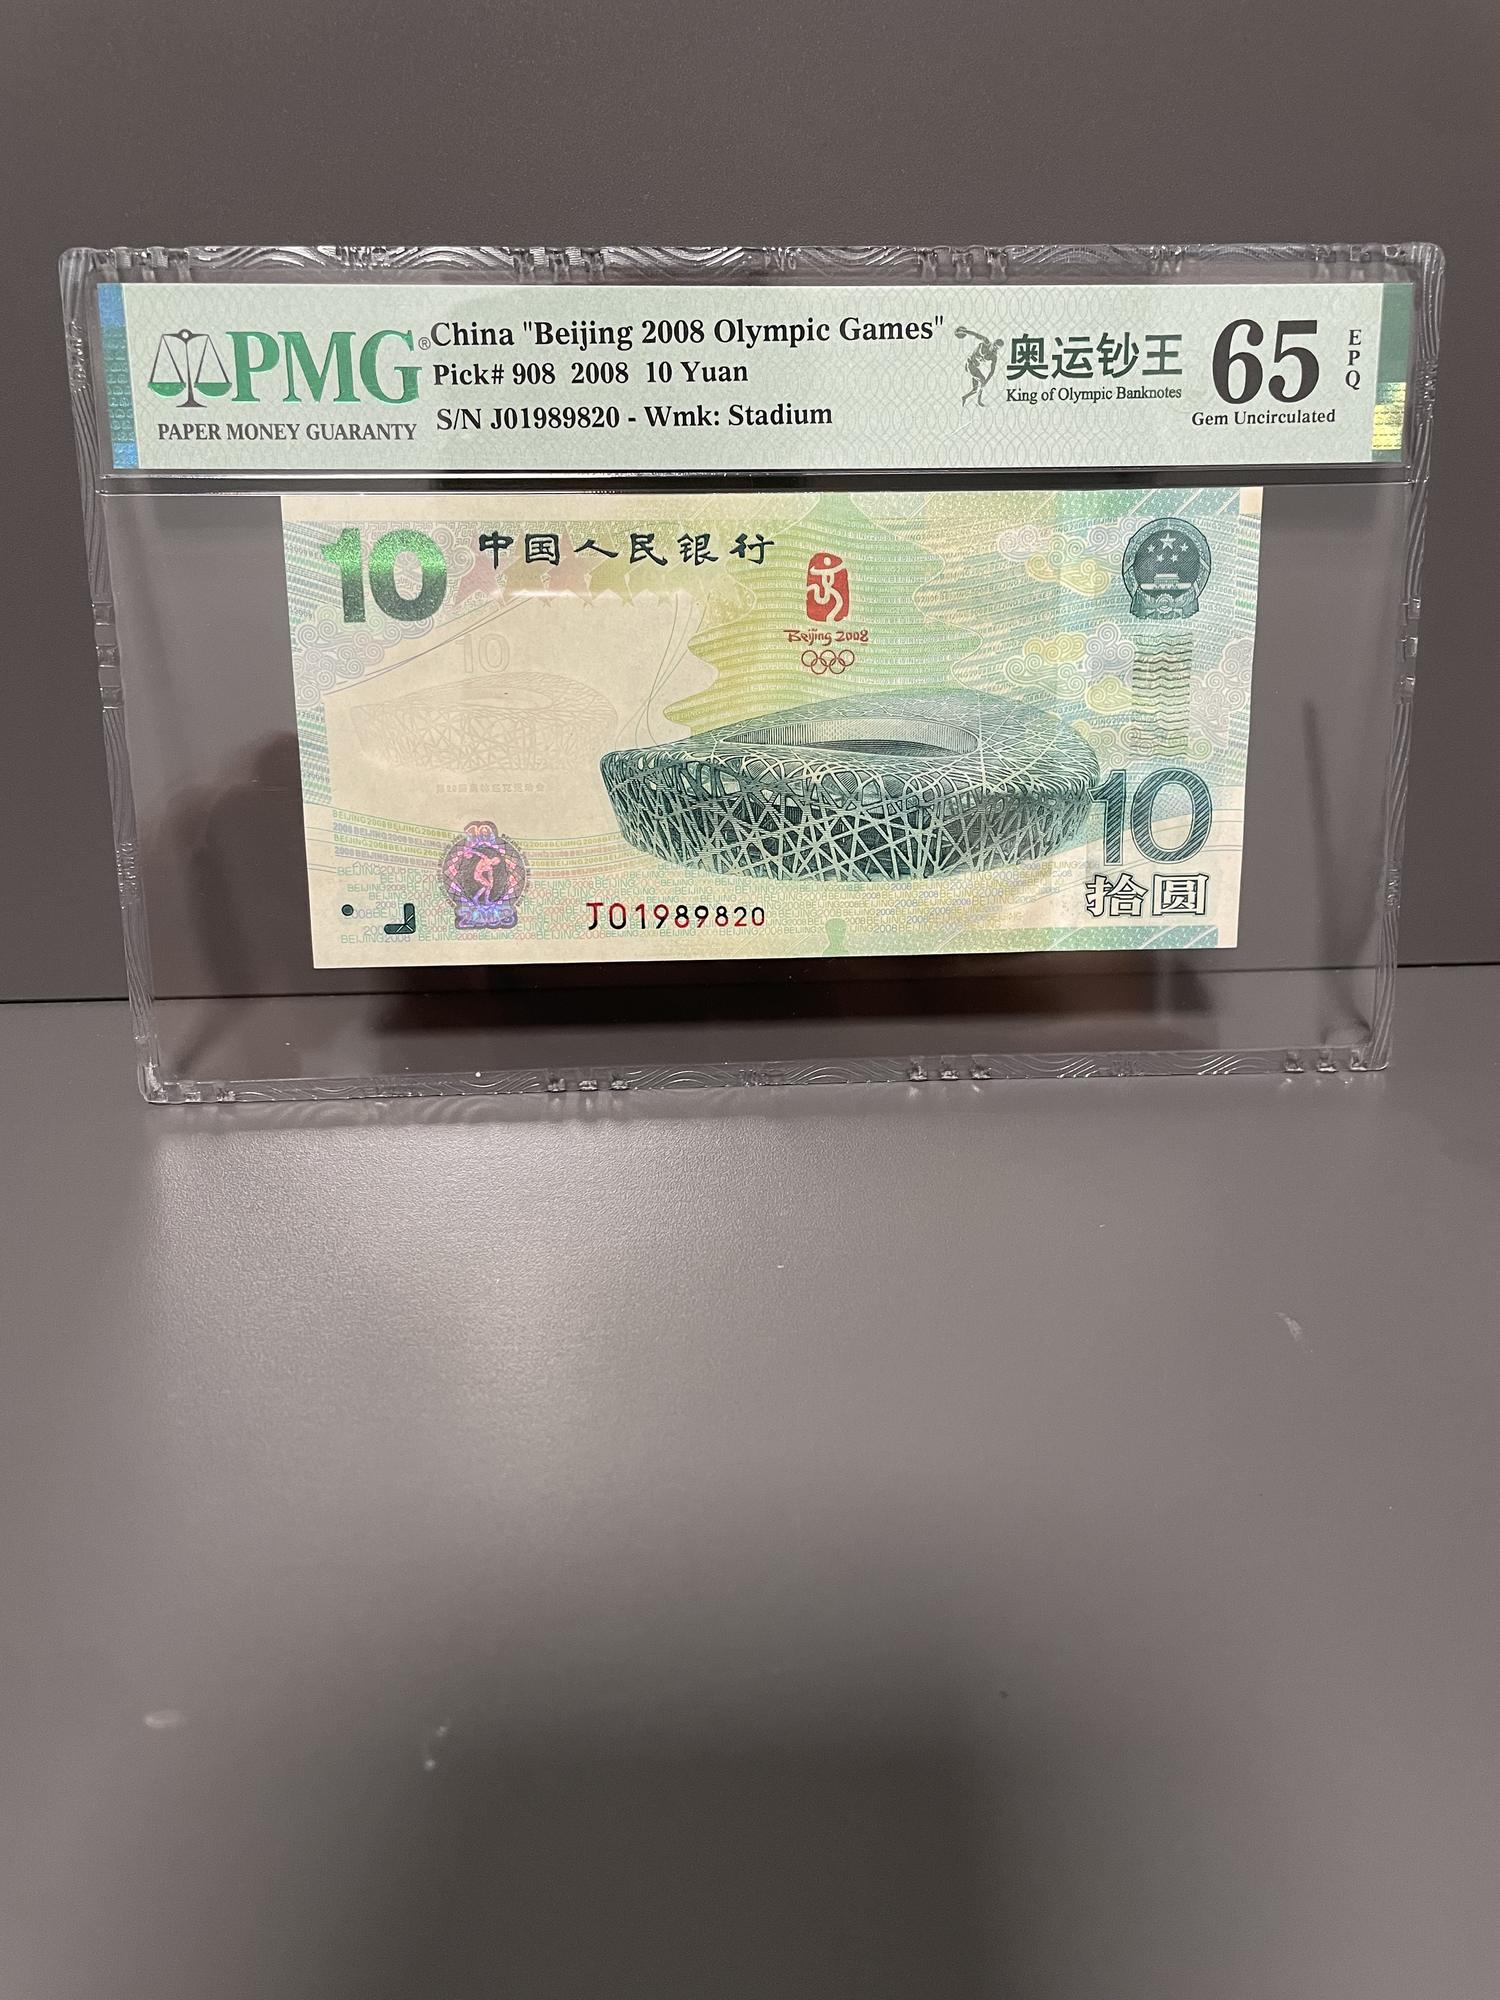 PMG®
PAPER MONEY GUARANTY
China "Beijing 2008 Olympic Games"
Pick# 908 2008 10 Yuan
S/N J01989820 - Wmk: Stadium
奥运钞王
King of Olympic Banknotes
65
Gem Uncirculated
EPQ
10
中国人民银行
Beijing 2008
10
10
拾圆
10
2008
J01989820